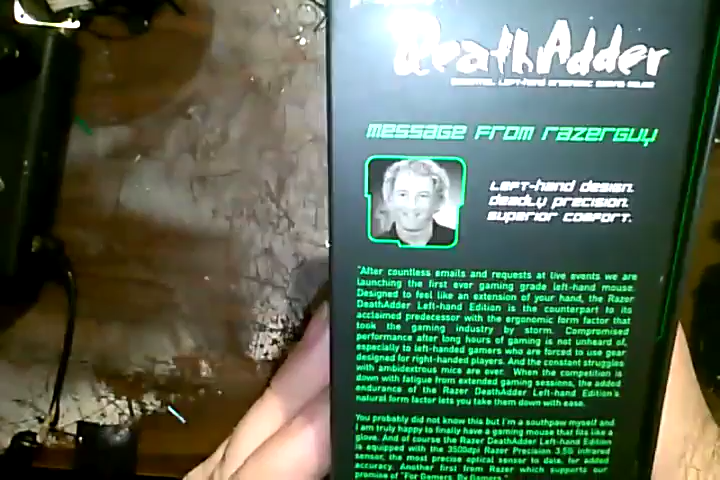 DeathAdder
message from razerguy
Left-hand design.
deadly precision.
superior comfort.
"After countless emails and requests at live events we are
launching the first ever gaming grade left-hand mouse.
Designed to feel like an extension of your hand, the Razer
DeathAdder Left-hand Edition is the counterpart to its
acclaimed predecessor with the ergonomic form factor that
took the gaming industry by storm. Compromised
performance after long hours of gaming is not unheard of,
especially to left-handed gamers who are forced to use gear
designed for right-handed players. And the constant struggles
with ambidextrous mice are over. When the competition is
down with fatigue from extended gaming sessions, the added
endurance of the Razer DeathAdder Left-hand Edition's
natural form factor lets you take them down with ease.
You probably did not know this but I'm a southpaw myself and
I am truly happy to finally have a gaming mouse that fits like a
glove. And of course the Razer DeathAdder Left-hand Edition
is equipped with the 3500dpi Razer Precision 3.5G infrared
sensor, the most precise optical sensor to date, for added
accuracy. Another first from Razer which supports our
promise of "For Gamers. By Gamers."